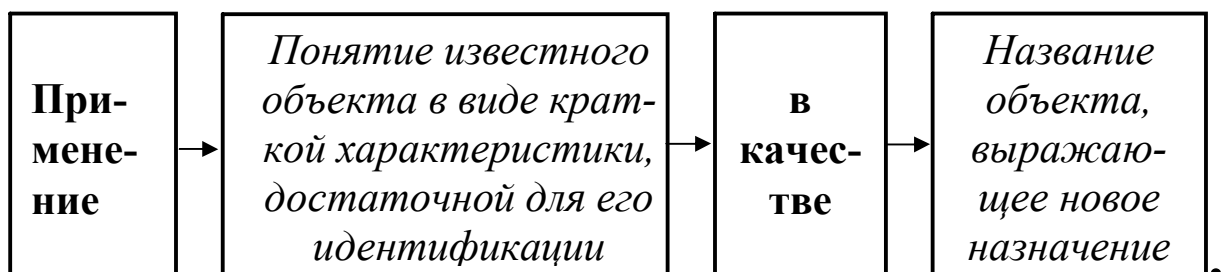 При-
мене-
ние
Понятие известного
объекта в виде крат-
кой характеристики,
достаточной для его
идентификации
в
качес-
тве
Название
объекта,
выражаю-
щее новое
назначение
.